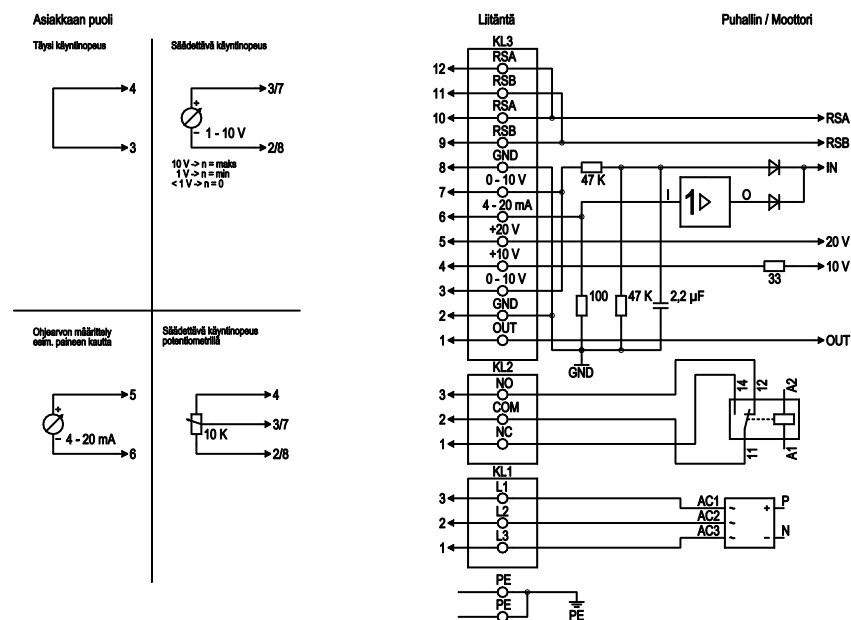 Asiakkaan puoli
Liitäntä
Puhallin / Moottori
Täysi käyntinopeus
4
3
Säädettävä käyntinopeus
3/7
+
1 - 10 V
–
2/8
10 V -> n = maks
1 V -> n = min
< 1 V -> n = 0
Ohjearvon määrittely
esim. paineen kautta
5
+
4 - 20 mA
–
6
Säädettävä käyntinopeus
potentiometrillä
4
3/7
10 K
2/8
KL3
12 RSA
11 RSB
10 RSA RSA
9 RSB RSB
8 GND IN
47 K
7 0 - 10 V
I 1 O
6 4 - 20 mA
5 +20 V 20 V
4 +10 V 10 V
33
3 0 - 10 V
100 47 K 2,2 µF
2 GND
1 OUT OUT
GND
KL2
3 NO
2 COM
1 NC
14 12 A2
11 A1
KL1
3 L1 AC1 ~ + P
2 L2 AC2 ~
1 L3 AC3 ~ – N
PE
PE
PE